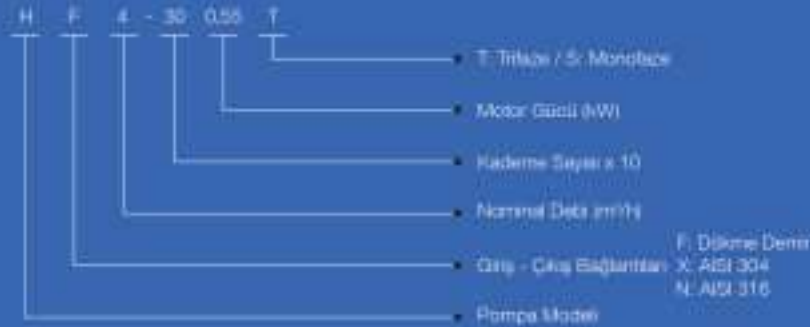 H F 4 - 30 0,55 T
T: Trifaze / S: Monofaze
Motor Gücü (kW)
Kademe Sayısı x 10
Nominal Debi (m³/h)
F: Dökme Demir
Giriş - Çıkış Bağlantıları X: AISI 304
N: AISI 316
Pompa Modeli